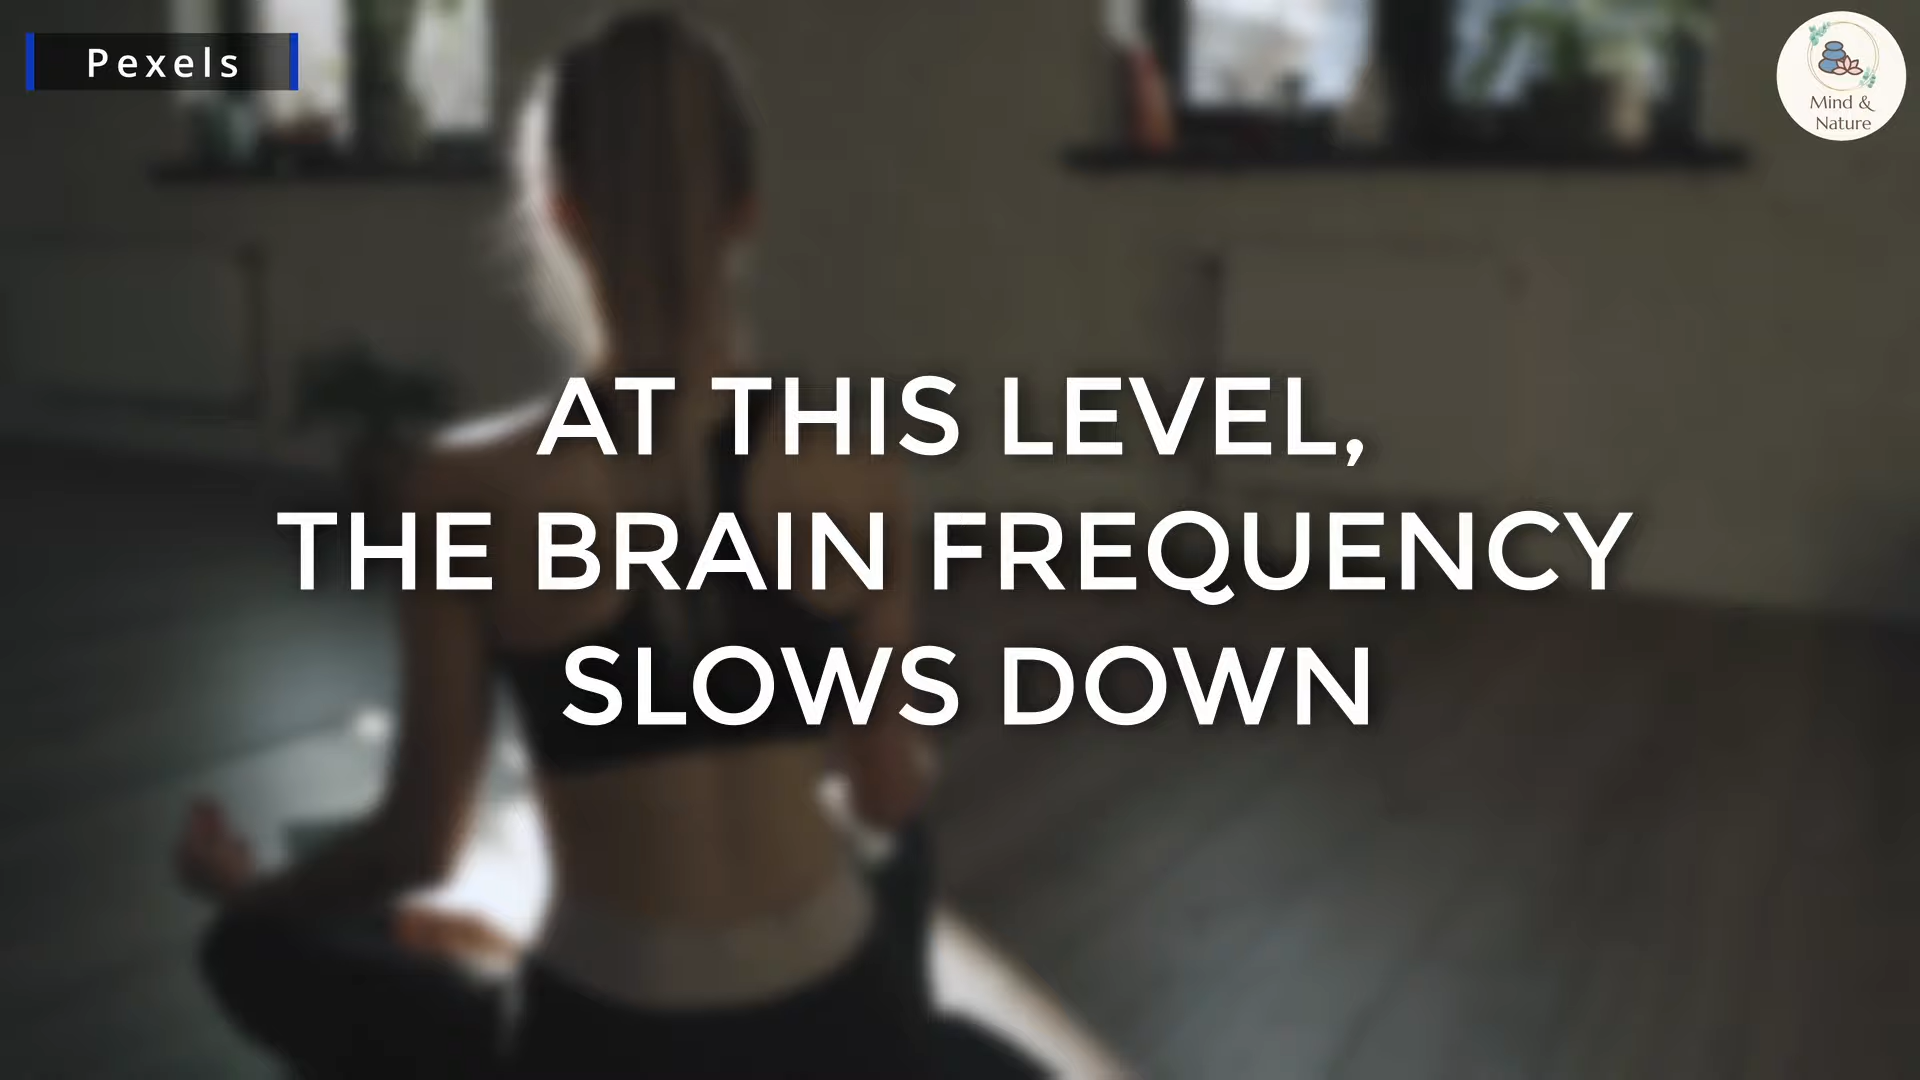 Pexels
Mind &
Nature
AT THIS LEVEL,
THE BRAIN FREQUENCY
SLOWS DOWN